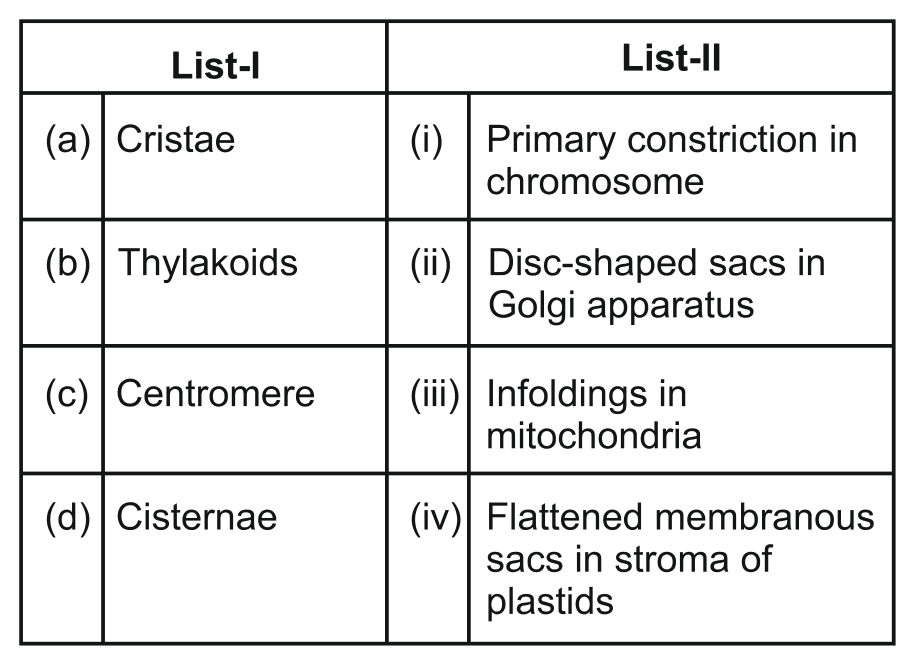 List-I List-II
(a) Cristae (i) Primary constriction in
chromosome
(b) Thylakoids (ii) Disc-shaped sacs in
Golgi apparatus
(c) Centromere (iii) Infoldings in
mitochondria
(d) Cisternae (iv) Flattened membranous
sacs in stroma of
plastids